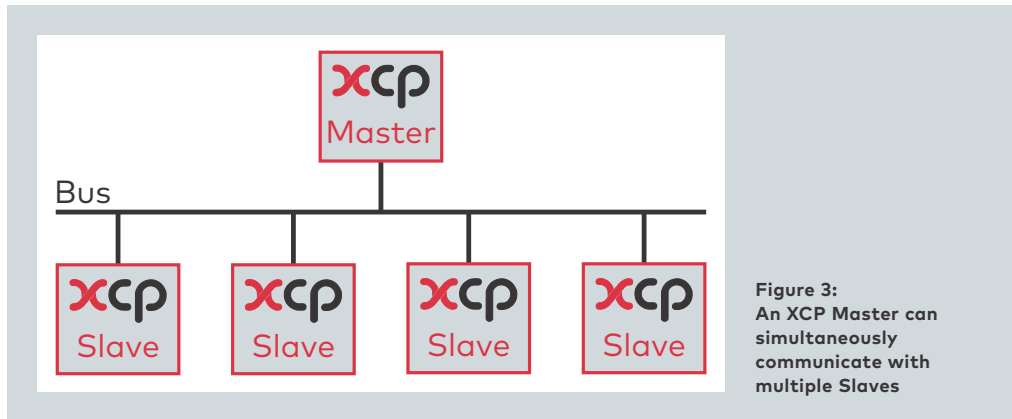 xcp
Master
Bus
xcp xcp xcp xcp
Slave Slave Slave Slave
Figure 3:
An XCP Master can
simultaneously
communicate with
multiple Slaves